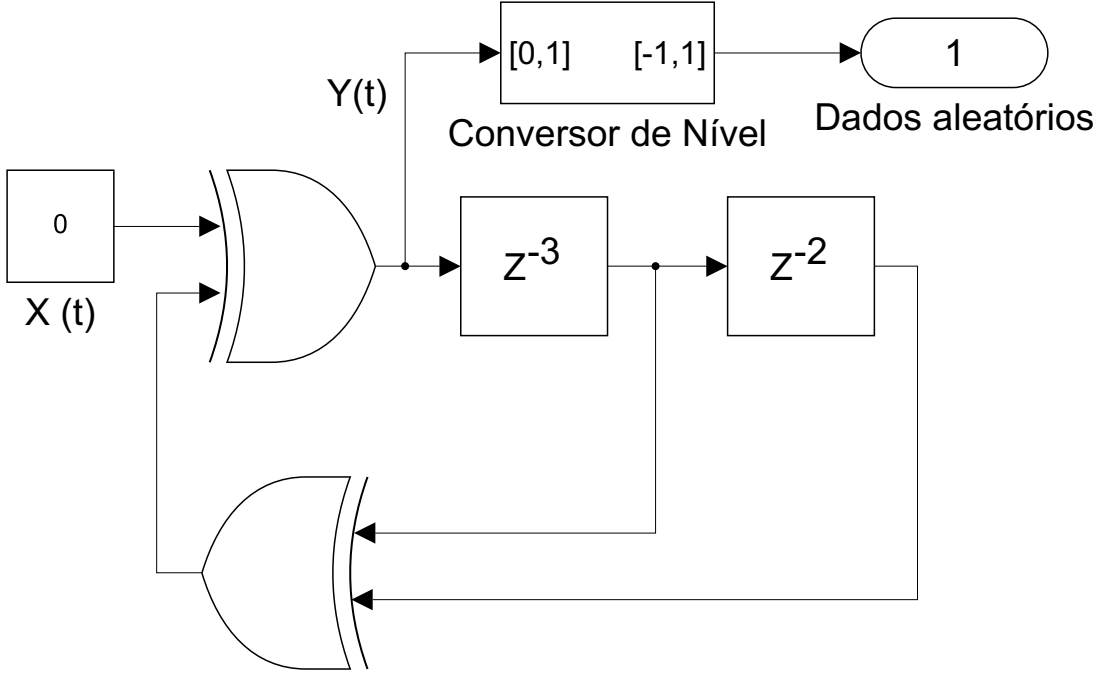 [0,1] [-1,1]
1
Y(t)
Conversor de Nível
Dados aleatórios
0
X (t)
Z-3
Z-2